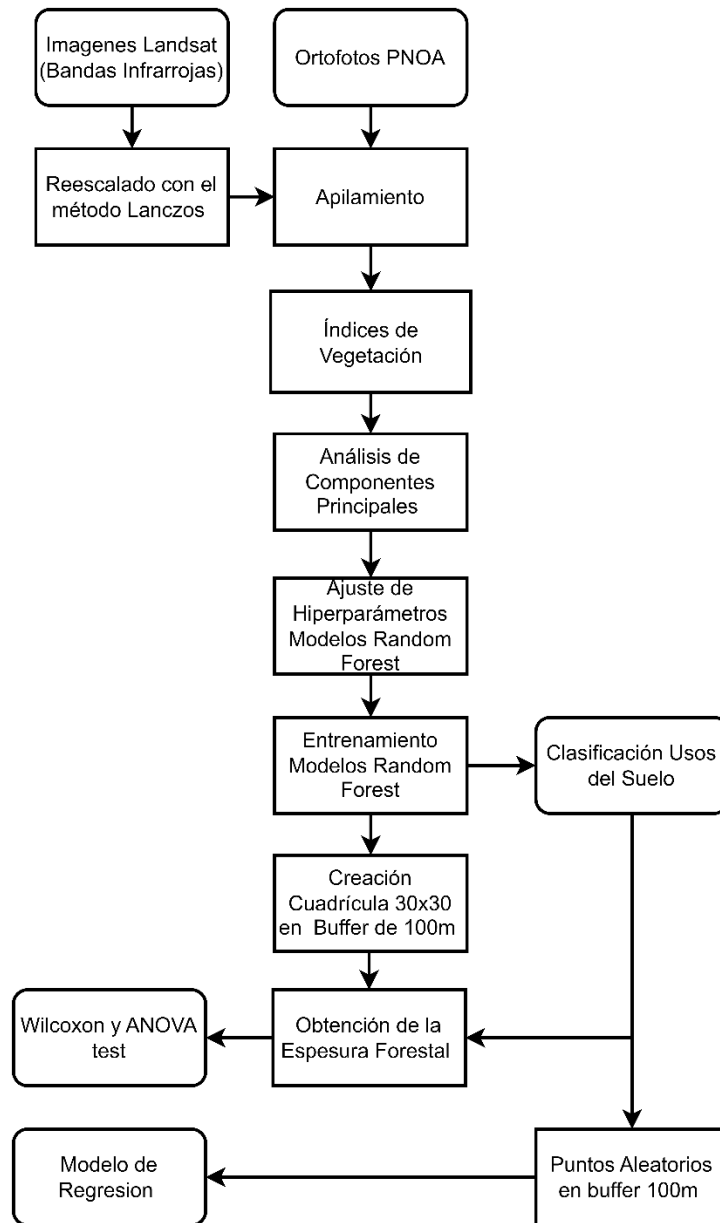 Imagenes Landsat
(Bandas Infrarrojas)
Ortofotos PNOA
Reescalado con el
método Lanczos
Apilamiento
Índices de
Vegetación
Análisis de
Componentes
Principales
Ajuste de
Hiperparámetros
Modelos Random
Forest
Entrenamiento
Modelos Random
Forest
Clasificación Usos
del Suelo
Creación
Cuadrícula 30x30
en Buffer de 100m
Wilcoxon y ANOVA
test
Obtención de la
Espesura Forestal
Modelo de
Regresion
Puntos Aleatorios
en buffer 100m